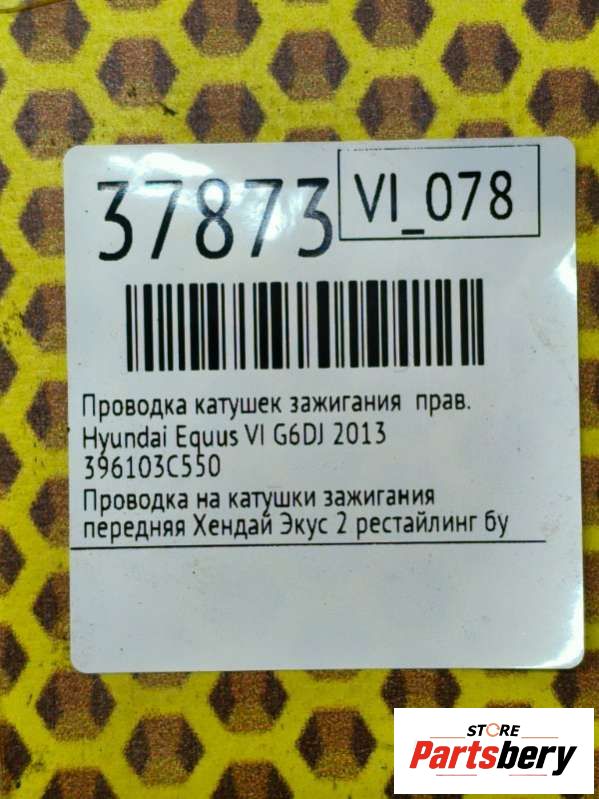 37873 VI_078
Проводка катушек зажигания прав.
Hyundai Equus VI G6DJ 2013
396103C550
Проводка на катушки зажигания
передняя Хендай Экус 2 рестайлинг бу
STORE
Partsbery